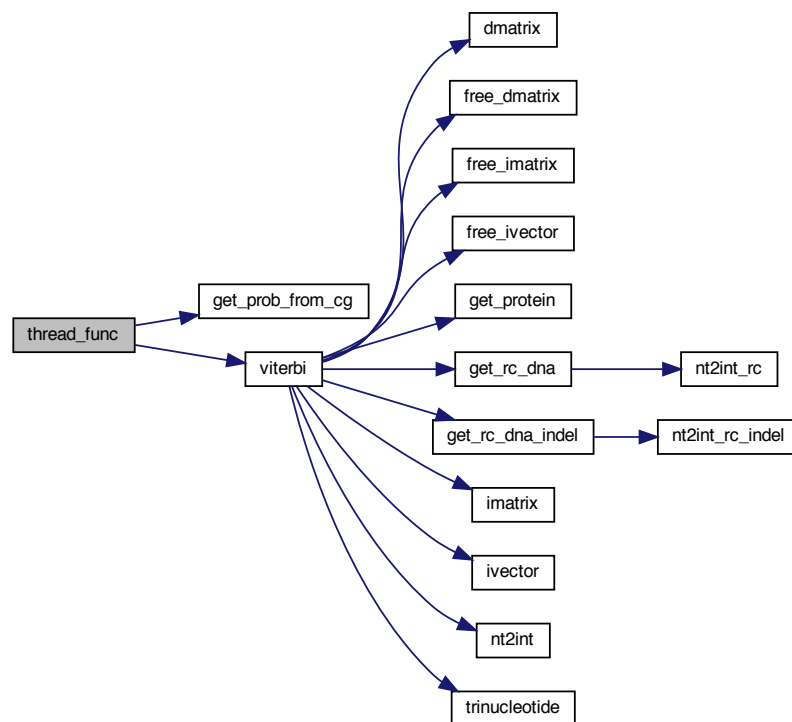 dmatrix
free_dmatrix
free_imatrix
free_ivector
get_prob_from_cg
get_protein
thread_func
viterbi
get_rc_dna
nt2int_rc
get_rc_dna_indel
nt2int_rc_indel
imatrix
ivector
nt2int
trinucleotide